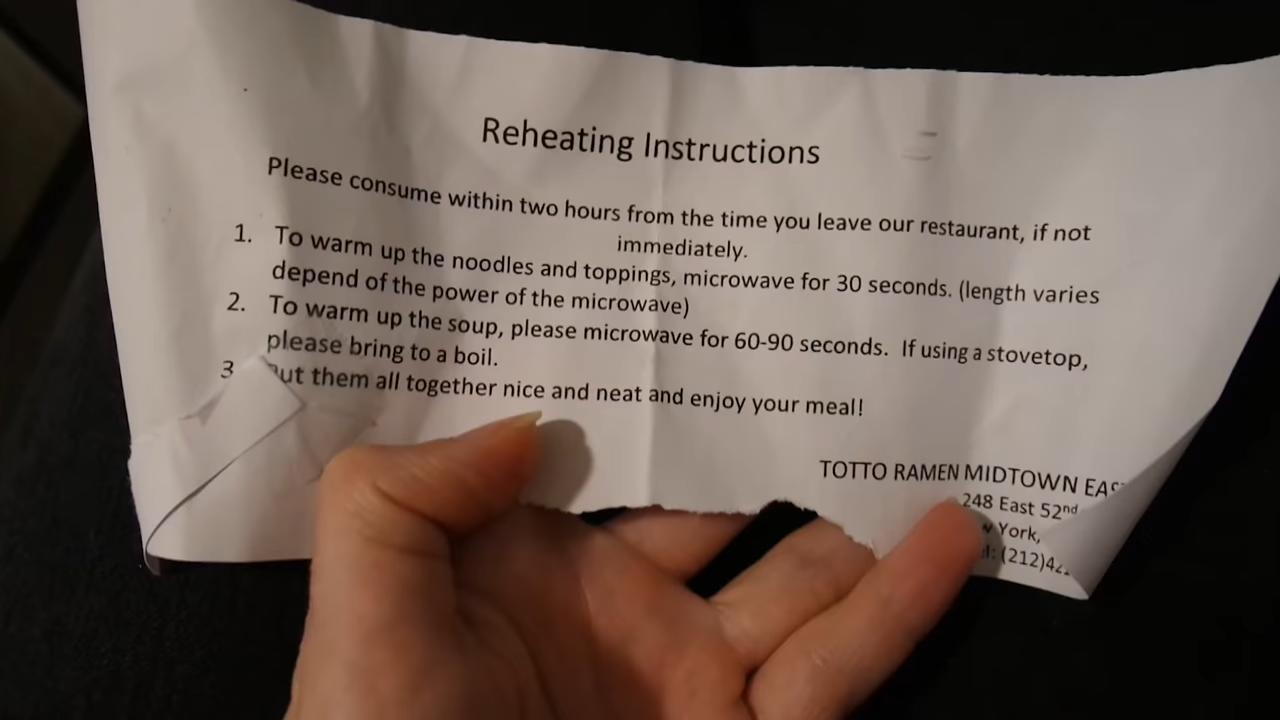 Reheating Instructions
Please consume within two hours from the time you leave our restaurant, if not
immediately.
1. To warm up the noodles and toppings, microwave for 30 seconds. (length varies
depend of the power of the microwave)
2. To warm up the soup, please microwave for 60-90 seconds. If using a stovetop,
please bring to a boil.
3 them all together nice and neat and enjoy your meal!
TOTTO RAMEN MIDTOWN
248 East 52nd
York,
(212)